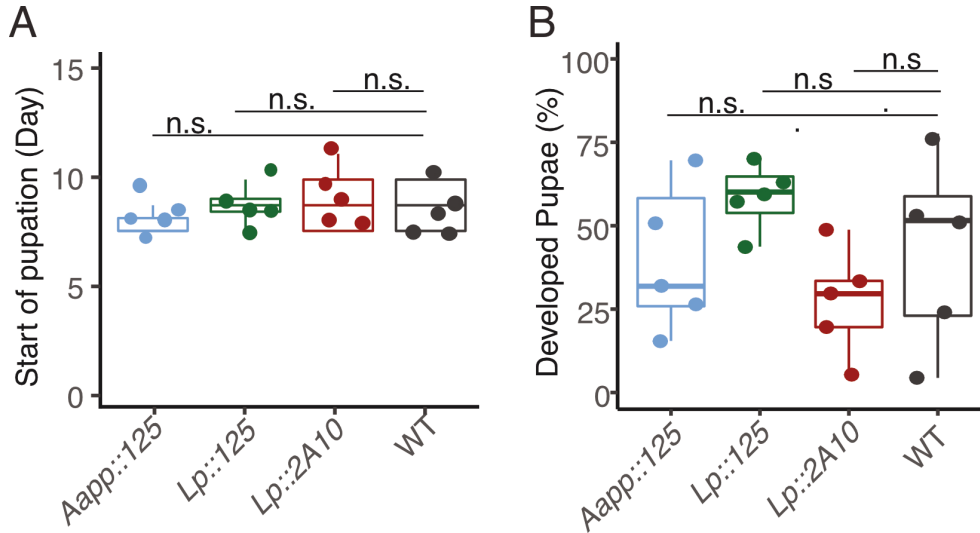 A
Start of pupation (Day)
15
10
5
0
n.s.
n.s.
n.s.
Aapp::125
Lp::125
Lp::2A10
WT
B
Developed Pupae (%)
100
75
50
25
0
n.s
n.s
n.s.
Aapp::125
Lp::125
Lp::2A10
WT